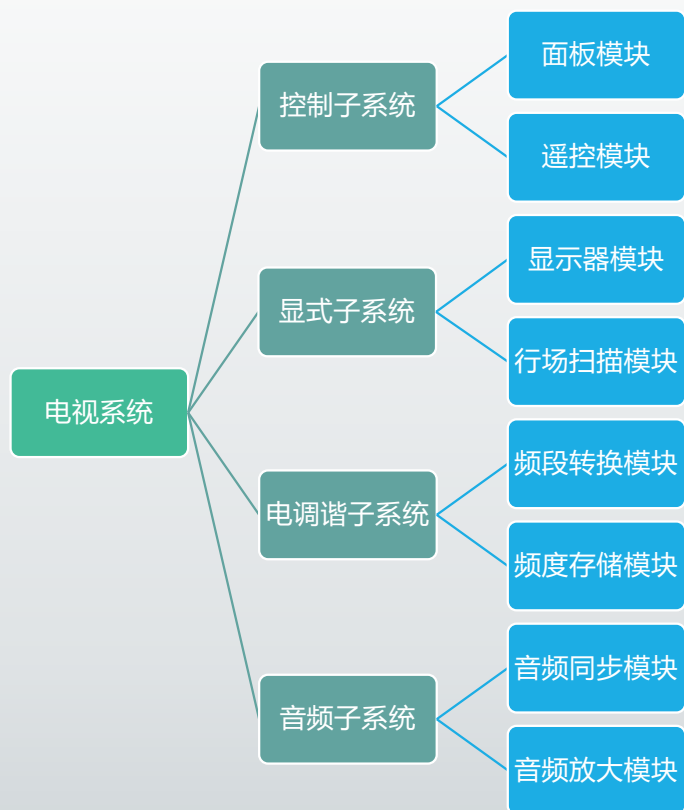 电视系统
控制子系统
面板模块
遥控模块
显式子系统
显示器模块
行场扫描模块
电调谐子系统
频段转换模块
频度存储模块
音频子系统
音频同步模块
音频放大模块